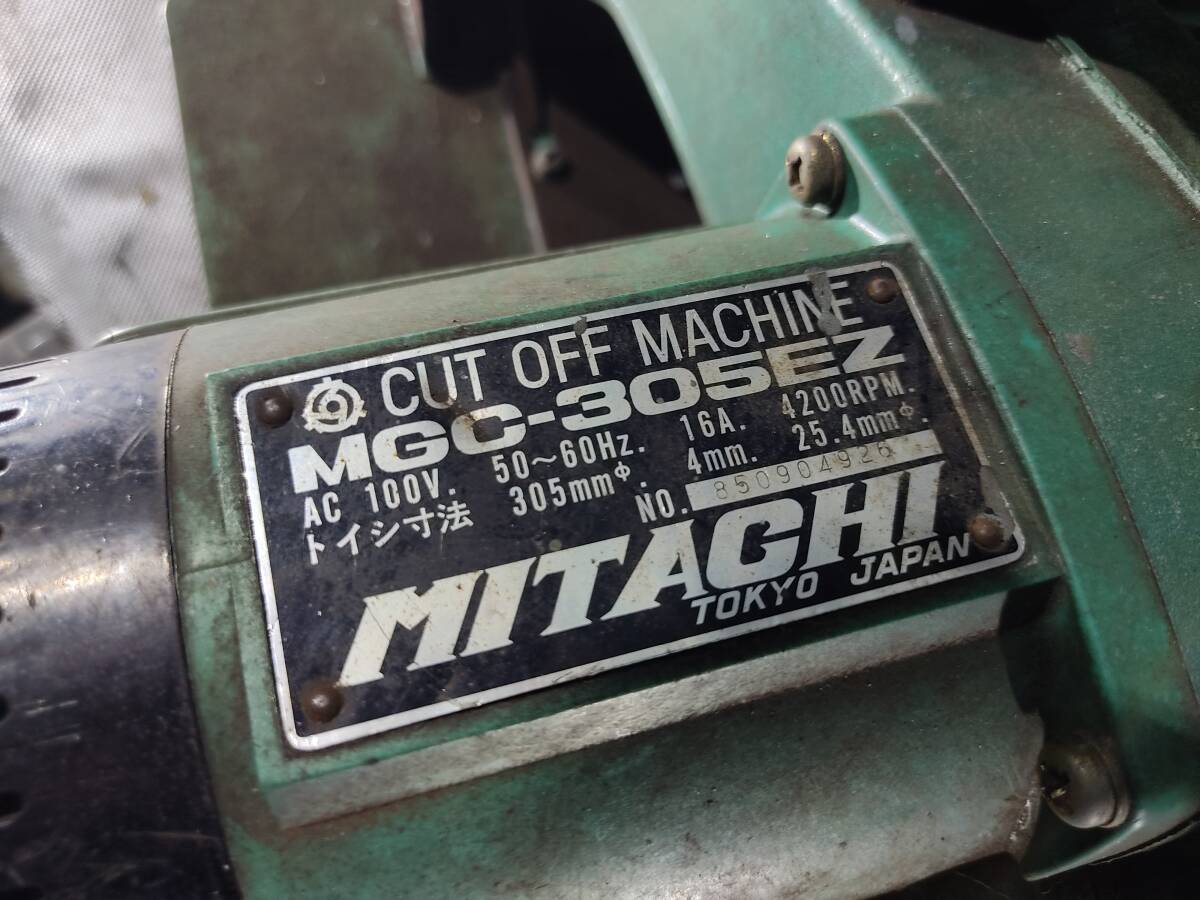 CUT OFF MACHINE
MGC-305EZ
AC 100V. 50～60Hz. 16A. 4200RPM.
トイシ寸法 305mmφ. 4mm. 25.4mmφ.
NO. 850904926
MITACHI
TOKYO JAPAN